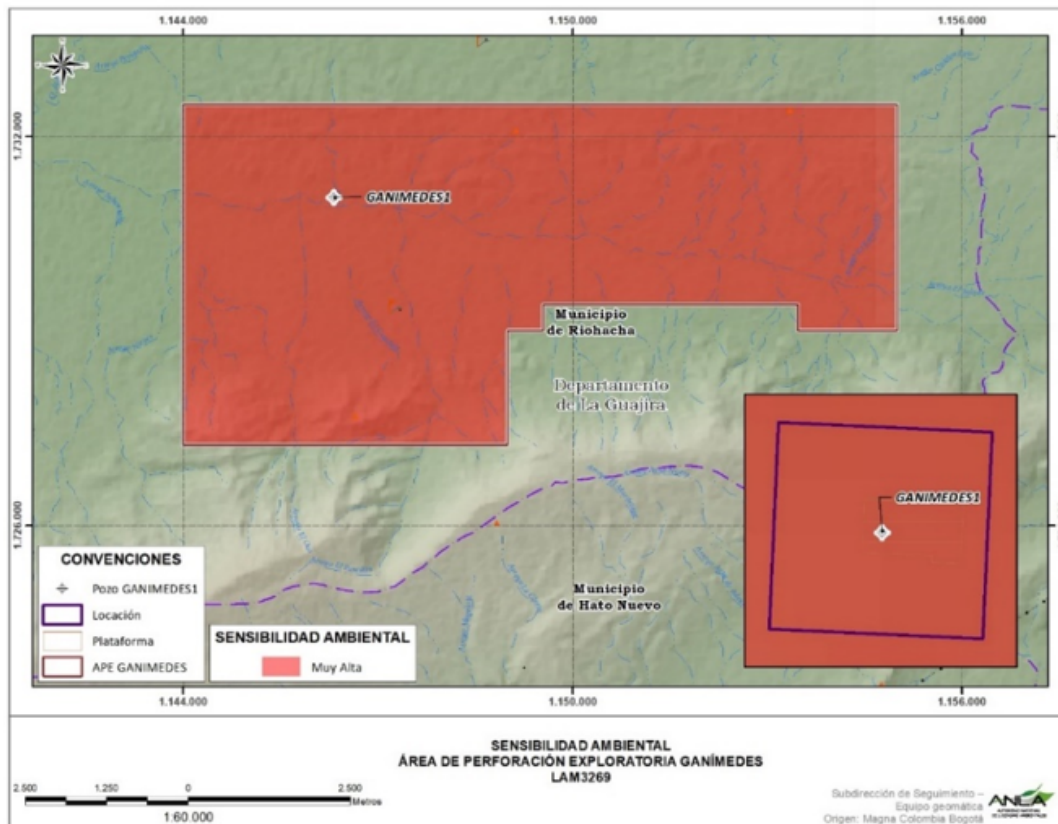 1.144.000 1.150.000 1.156.000
1.732.000
GANIMEDES1
Municipio
de Riohacha
Departamento
de La Guajira
GANIMEDES1
1.726.000
Municipio
de Hato Nuevo
CONVENCIONES
Pozo GANIMEDES1
Locación
Plataforma
APE GANIMEDES
SENSIBILIDAD AMBIENTAL
Muy Alta
1.144.000 1.150.000 1.156.000
SENSIBILIDAD AMBIENTAL
ÁREA DE PERFORACIÓN EXPLORATORIA GANÍMEDES
LAM3269
2.500 1.250 0 2.500
Metros
1:60.000
Subdirección de Seguimiento –
Equipo geomática
Origen: Magna Colombia Bogotá
ANLA